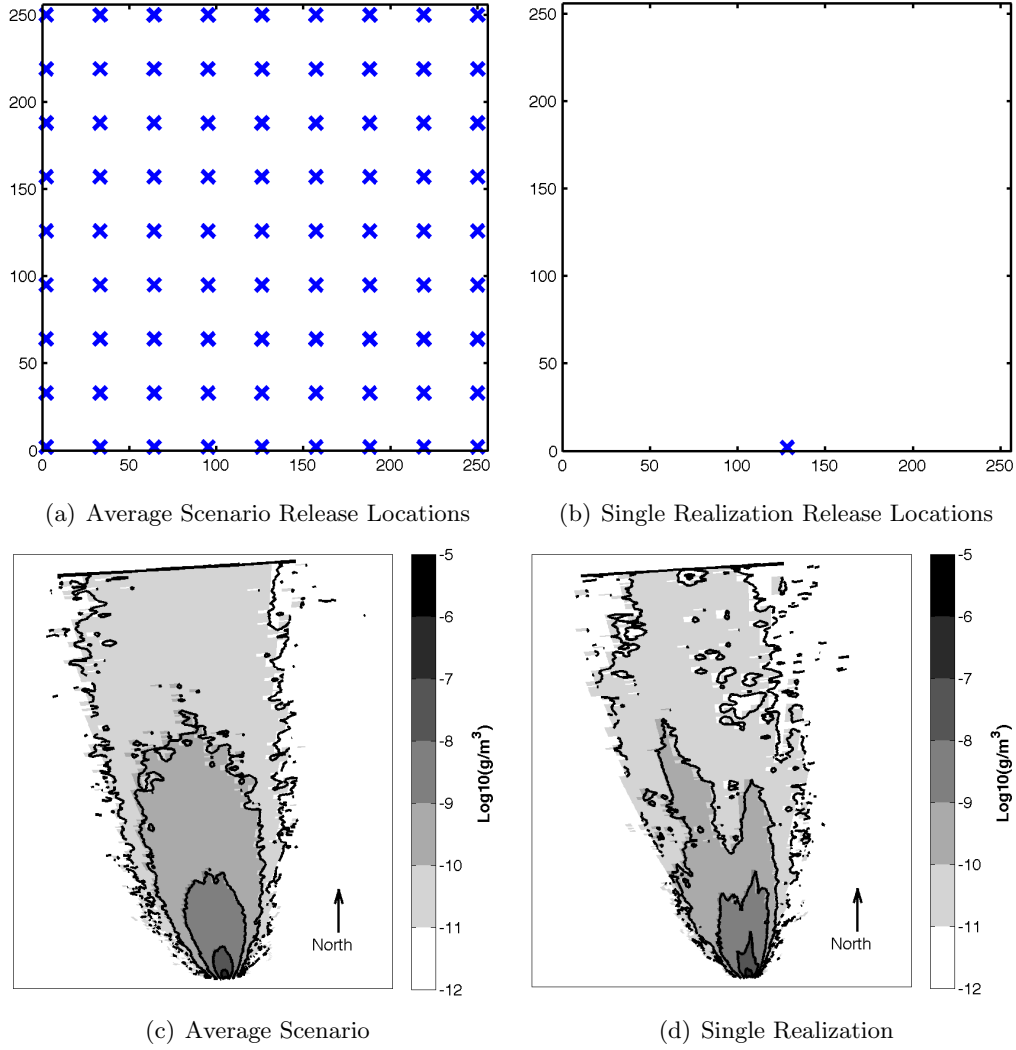 250
200
150
100
50
0
0 50 100 150 200 250
(a) Average Scenario Release Locations
250
200
150
100
50
0
0 50 100 150 200 250
(b) Single Realization Release Locations
North
-5
-6
-7
-8
-9
-10
-11
-12
Log10(g/m³)
(c) Average Scenario
North
-5
-6
-7
-8
-9
-10
-11
-12
Log10(g/m³)
(d) Single Realization